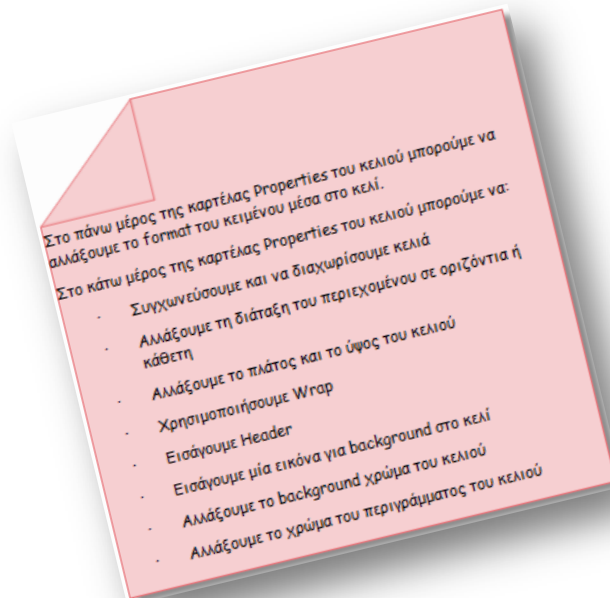 Στο πάνω μέρος της καρτέλας Properties του κελιού μπορούμε να
αλλάξουμε το format του κειμένου μέσα στο κελί.
Στο κάτω μέρος της καρτέλας Properties του κελιού μπορούμε να:
· Συγχωνεύσουμε και να διαχωρίσουμε κελιά
· Αλλάξουμε τη διάταξη του περιεχομένου σε οριζόντια ή
κάθετη
· Αλλάξουμε το πλάτος και το ύψος του κελιού
· Χρησιμοποιήσουμε Wrap
· Εισάγουμε Header
· Εισάγουμε μία εικόνα για background στο κελί
· Αλλάξουμε το background χρώμα του κελιού
· Αλλάξουμε το χρώμα του περιγράμματος του κελιού